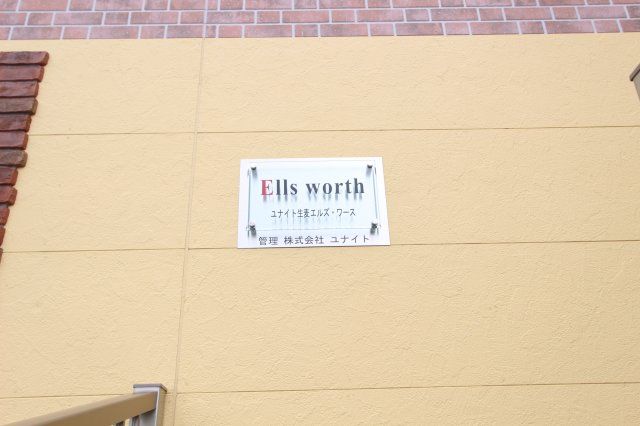 Ells worth
ユナイト生麦エルズ・ワース
管理 株式会社 ユナイト